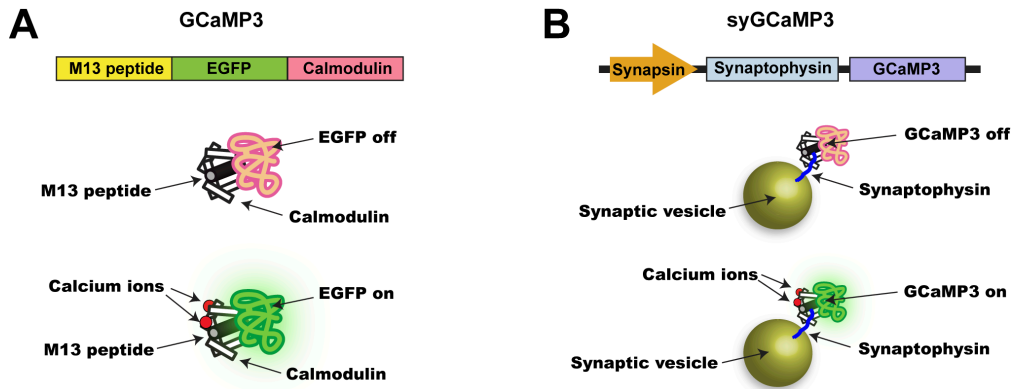 A
GCaMP3
M13 peptide
EGFP
Calmodulin
EGFP off
M13 peptide
Calmodulin
Calcium ions
EGFP on
M13 peptide
Calmodulin
B
syGCaMP3
Synapsin
Synaptophysin
GCaMP3
GCaMP3 off
Synaptophysin
Synaptic vesicle
Calcium ions
GCaMP3 on
Synaptophysin
Synaptic vesicle